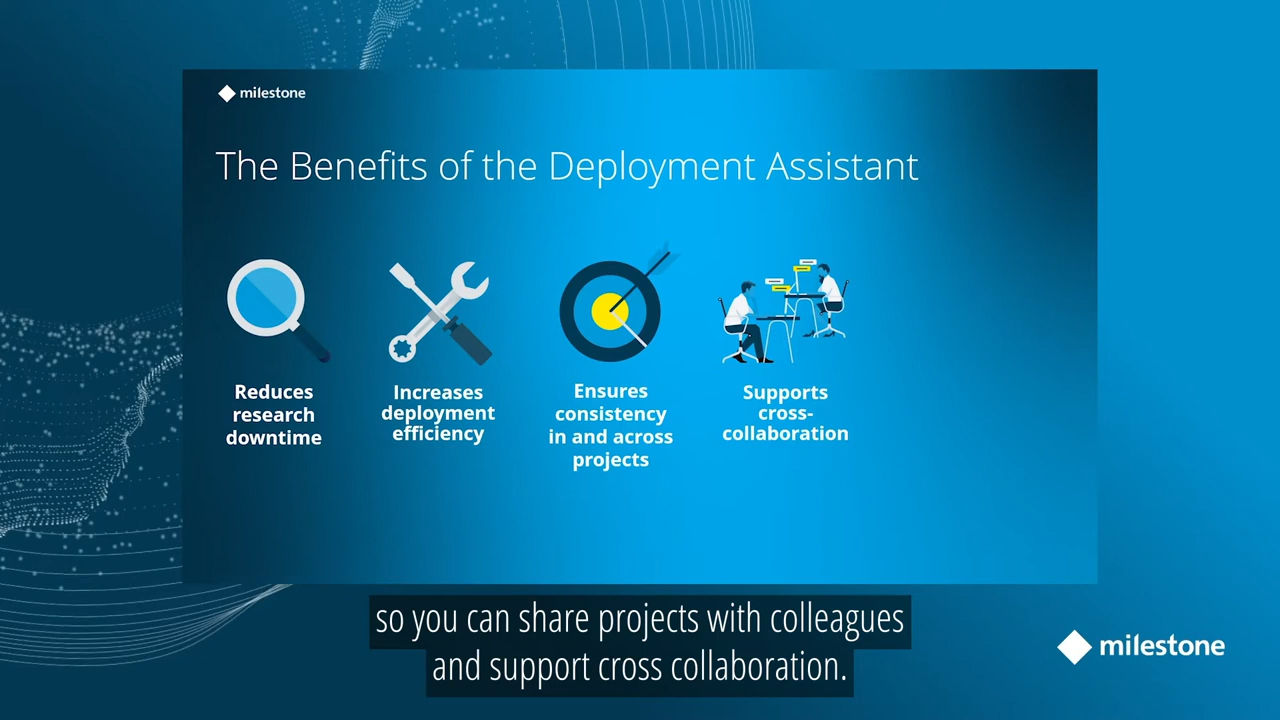 milestone
The Benefits of the Deployment Assistant
Reduces
research
downtime
Increases
deployment
efficiency
Ensures
consistency
in and across
projects
Supports
cross-
collaboration
so you can share projects with colleagues
and support cross collaboration.
milestone